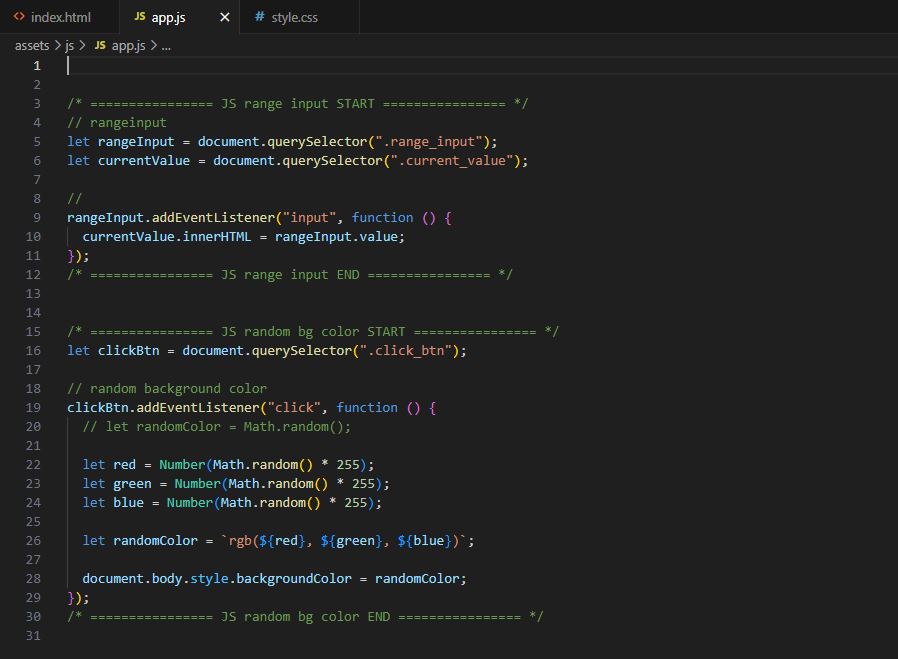 <> index.html JS app.js × # style.css
assets > js > JS app.js > ...
1
2
3 /* ================ JS range input START ================ */
4 // rangeinput
5 let rangeInput = document.querySelector(".range_input");
6 let currentValue = document.querySelector(".current_value");
7
8 //
9 rangeInput.addEventListener("input", function () {
10   currentValue.innerHTML = rangeInput.value;
11 });
12 /* ================ JS range input END ================ */
13
14
15 /* ================ JS random bg color START ================ */
16 let clickBtn = document.querySelector(".click_btn");
17
18 // random background color
19 clickBtn.addEventListener("click", function () {
20   // let randomColor = Math.random();
21
22   let red = Number(Math.random() * 255);
23   let green = Number(Math.random() * 255);
24   let blue = Number(Math.random() * 255);
25
26   let randomColor = `rgb(${red}, ${green}, ${blue})`;
27
28   document.body.style.backgroundColor = randomColor;
29 });
30 /* ================ JS random bg color END ================ */
31